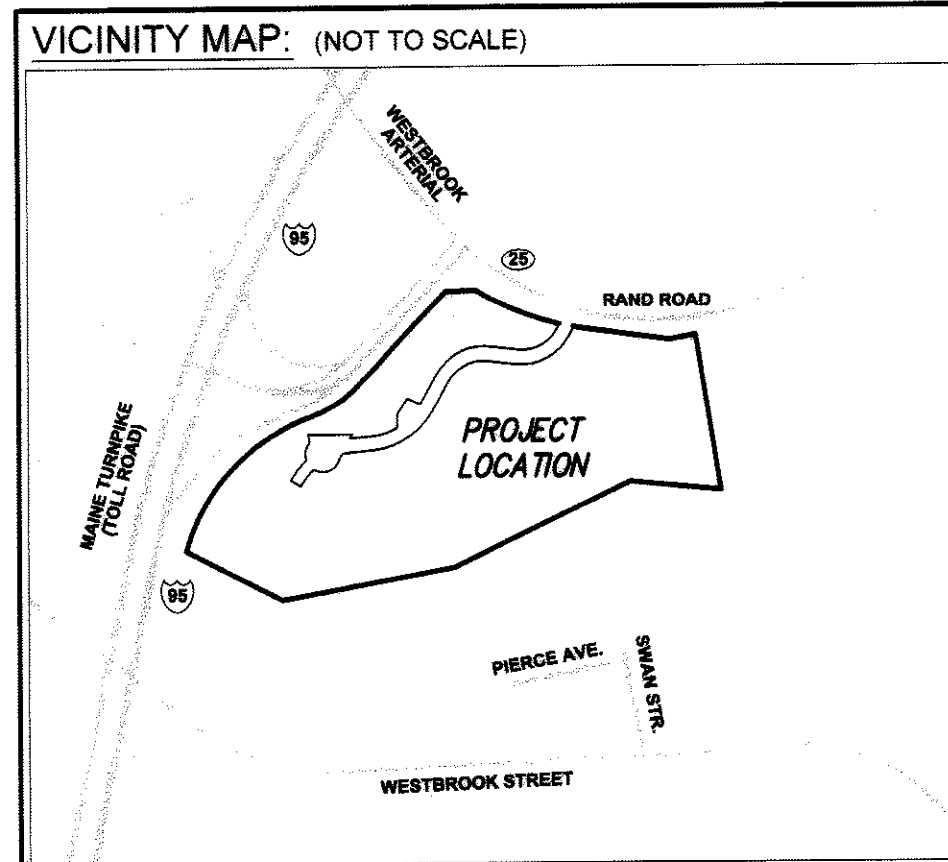 VICINITY MAP: (NOT TO SCALE)
WESTBROOK
ARTERIAL
95
25
RAND ROAD
PROJECT
LOCATION
MAINE TURNPIKE
(TOLL ROAD)
95
PIERCE AVE.
SWAN STR.
WESTBROOK STREET